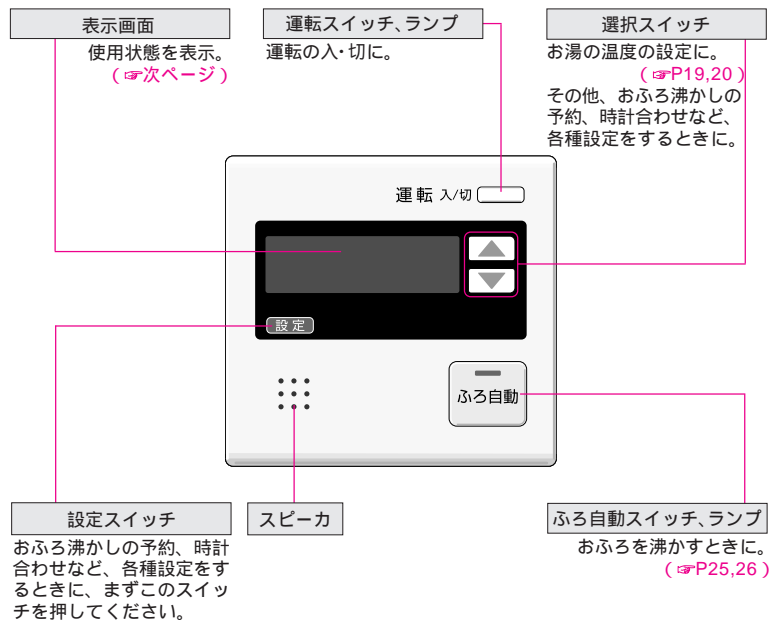 表示画面
使用状態を表示。
(☞次ページ)
運転スイッチ、ランプ
運転の入・切に。
選択スイッチ
お湯の温度の設定に。
(☞P19,20)
その他、おふろ沸かしの
予約、時計合わせなど、
各種設定をするときに。
運転 入/切
設定
ふろ自動
設定スイッチ
おふろ沸かしの予約、時計
合わせなど、各種設定をす
るときに、まずこのスイッ
チを押してください。
スピーカ
ふろ自動スイッチ、ランプ
おふろを沸かすときに。
(☞P25,26)